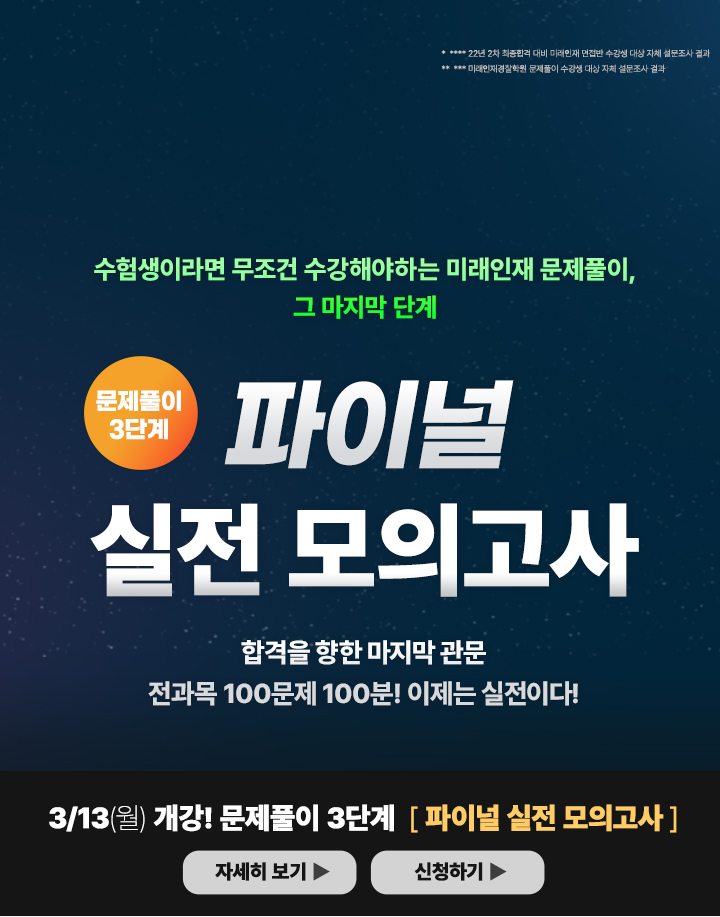 * **** 22년 2차 최종합격 대비 미래인재 면접반 수강생 대상 자체 설문조사 결과
** *** 미래인재경찰학원 문제풀이 수강생 대상 자체 설문조사 결과
수험생이라면 무조건 수강해야하는 미래인재 문제풀이,
그 마지막 단계
문제풀이
3단계
파이널
실전 모의고사
합격을 향한 마지막 관문
전과목 100문제 100분! 이제는 실전이다!
3/13(월) 개강! 문제풀이 3단계 [ 파이널 실전 모의고사 ]
자세히 보기 ▶
신청하기 ▶